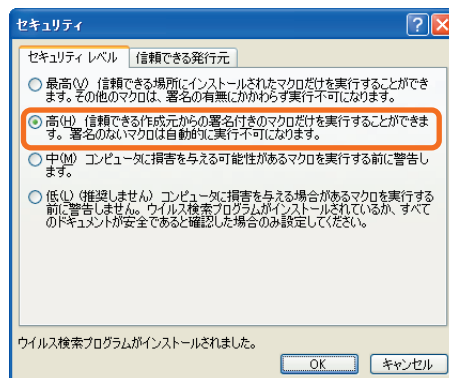 セキュリティ
セキュリティ レベル 信頼できる発行元
最高(V) 信頼できる場所にインストールされたマクロだけを実行することができ
ます。その他のマクロは、署名の有無にかかわらず実行不可になります。
高(H) 信頼できる作成元からの署名付きのマクロだけを実行することができま
す。署名のないマクロは自動的に実行不可になります。
中(M) コンピュータに損害を与える可能性があるマクロを実行する前に警告し
ます。
低(L) (推奨しません) コンピュータに損害を与える場合があるマクロを実行する
前に警告しません。ウイルス検索プログラムがインストールされているか、すべて
のドキュメントが安全であると確認した場合のみ設定してください。
ウイルス検索プログラムがインストールされました。
OK キャンセル